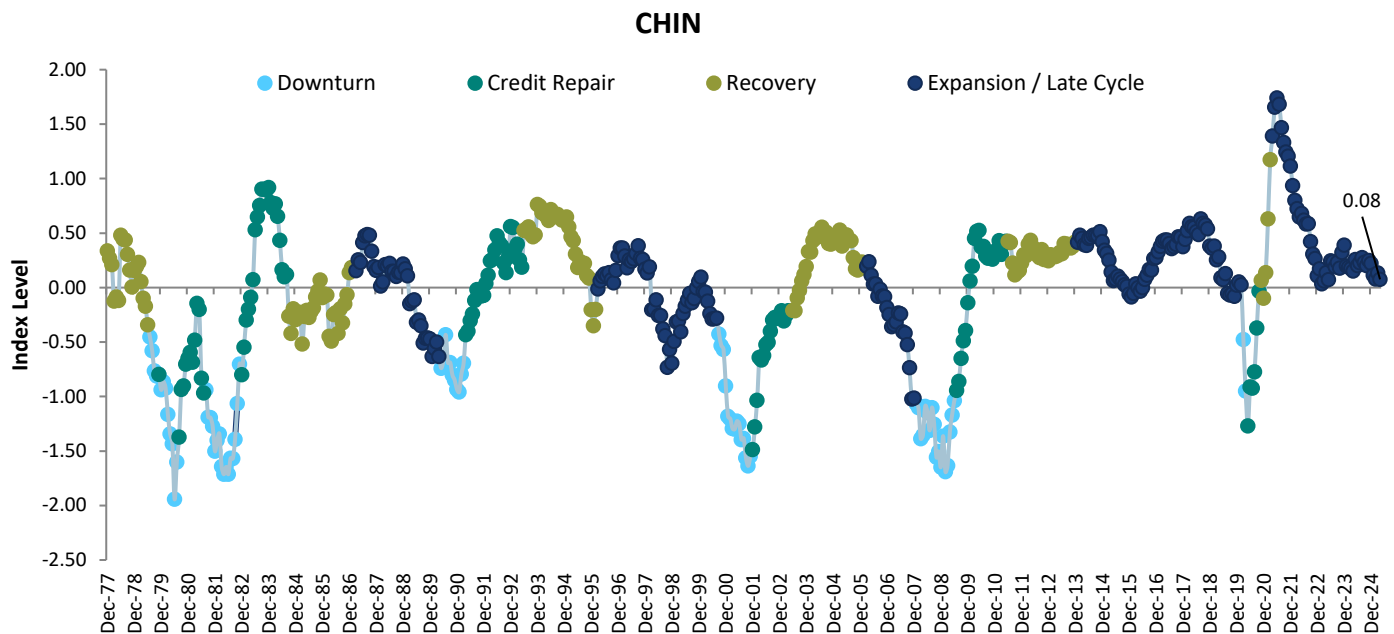 CHIN
Downturn
Credit Repair
Recovery
Expansion / Late Cycle
Index Level
2.00
1.50
1.00
0.50
0.00
-0.50
-1.00
-1.50
-2.00
-2.50
0.08
Dec-77
Dec-78
Dec-79
Dec-80
Dec-81
Dec-82
Dec-83
Dec-84
Dec-85
Dec-86
Dec-87
Dec-88
Dec-89
Dec-90
Dec-91
Dec-92
Dec-93
Dec-94
Dec-95
Dec-96
Dec-97
Dec-98
Dec-99
Dec-00
Dec-01
Dec-02
Dec-03
Dec-04
Dec-05
Dec-06
Dec-07
Dec-08
Dec-09
Dec-10
Dec-11
Dec-12
Dec-13
Dec-14
Dec-15
Dec-16
Dec-17
Dec-18
Dec-19
Dec-20
Dec-21
Dec-22
Dec-23
Dec-24